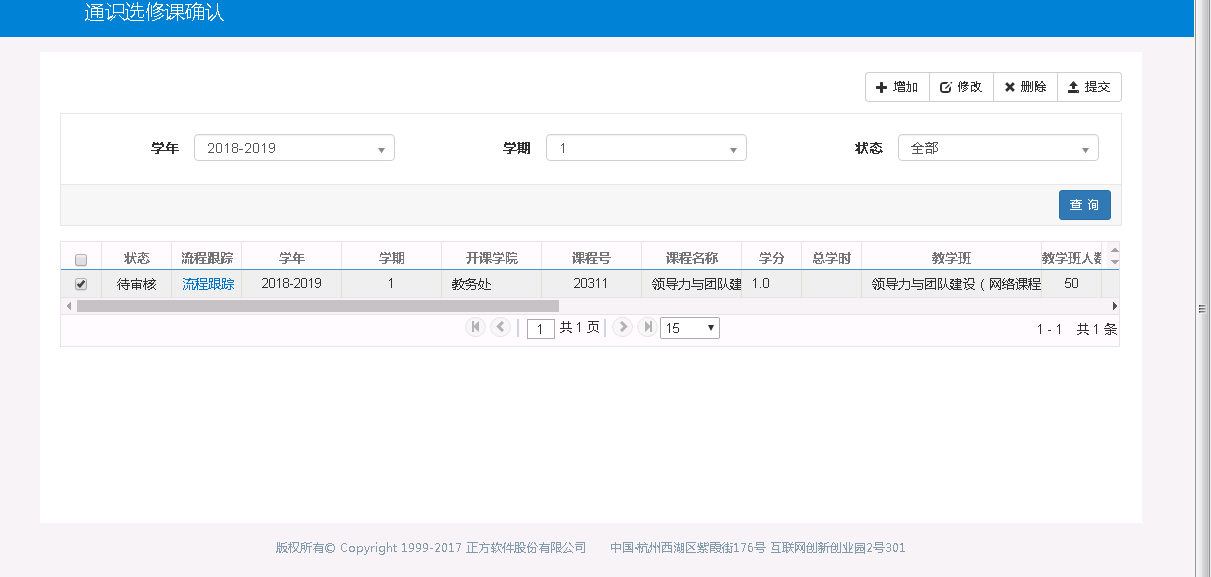 通识选修课确认
增加 修改 删除 提交
学年 2018-2019 学期 1 状态 全部
查 询
状态 流程跟踪 学年 学期 开课学院 课程号 课程名称 学分 总学时 教学班 教学班人数
待审核 流程跟踪 2018-2019 1 教务处 20311 领导力与团队建 1.0 领导力与团队建设（网络课程 50
1 共 1 页 15 1 - 1 共 1 条
版权所有© Copyright 1999-2017 正方软件股份有限公司 中国·杭州西湖区紫霞街176号 互联网创新创业园2号301